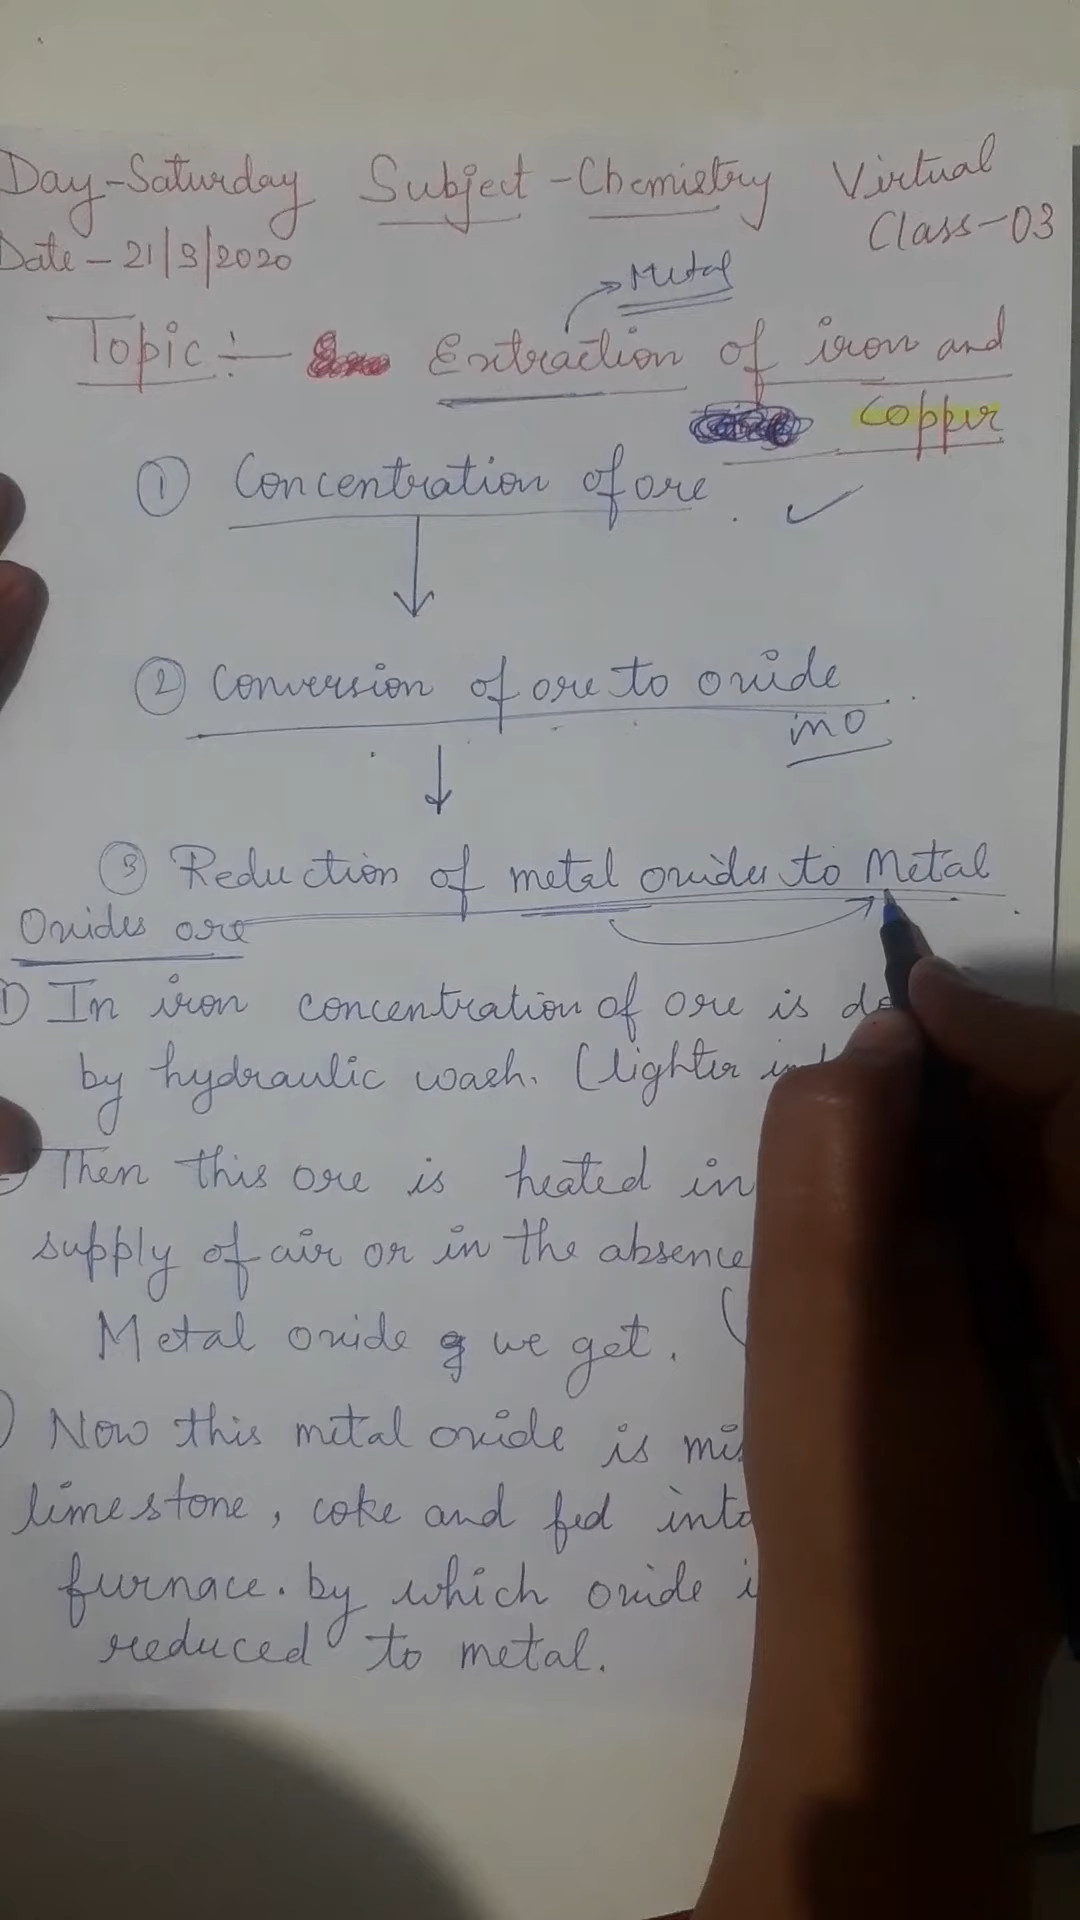 Day-Saturday Subject-Chemistry Virtual
Class-03
Date - 21/3/2020
Metal
Topic:- Extraction of iron and
Copper
① Concentration of ore
② Conversion of ore to oxide
mo
③ Reduction of metal oxides to Metal
Oxides ore
1) In iron concentration of ore is
by hydraulic wash. (lighter
Then this ore is heated in
supply of air or in the absence
Metal oxide we get.
Now this metal oxide is
limestone, coke and fed into
furnace. by which oxide
reduced to metal.